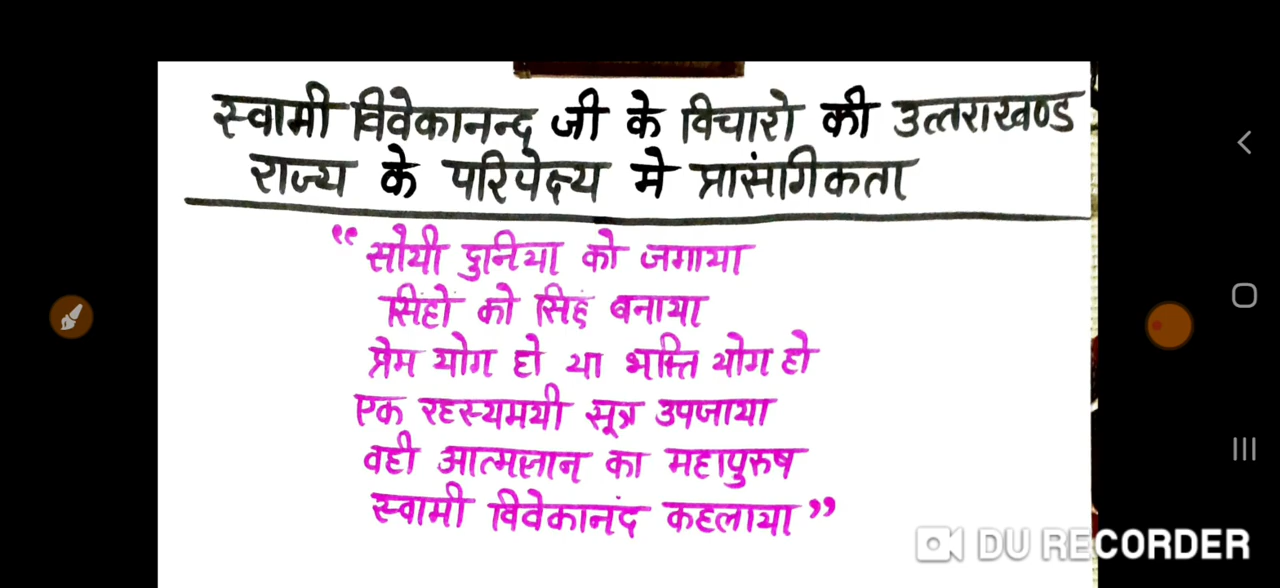 स्वामी विवेकानन्द जी के विचारो की उत्तराखण्ड
राज्य के परिपेक्ष्य मे प्रासंगिकता
“ सोयी दुनिया को जगाया
सिंहो को सिंह बनाया
प्रेम योग हो या भक्ति योग हो
एक रहस्यमयी सूत्र उपजाया
वही आत्मज्ञान का महापुरुष
स्वामी विवेकानंद कहलाया ”
DU RECORDER